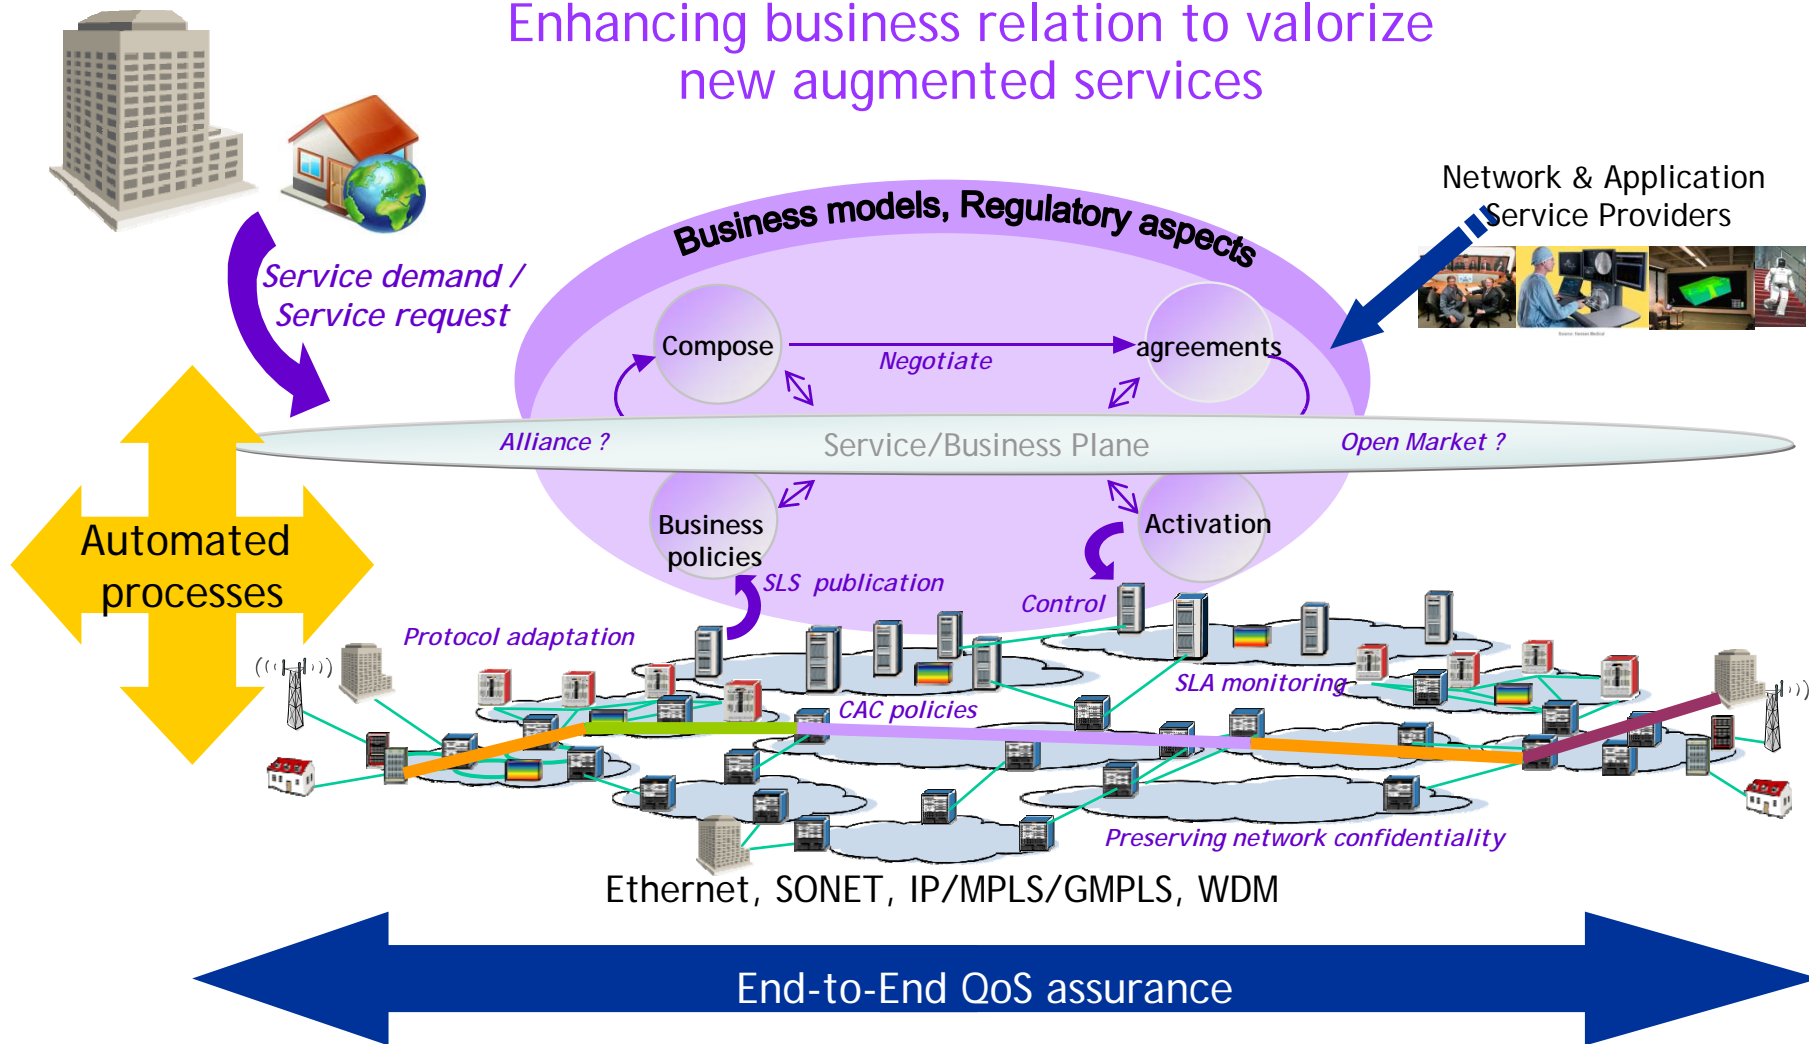 Enhancing business relation to valorize
new augmented services
Network & Application
Service Providers
Business models, Regulatory aspects
Service demand /
Service request
Compose
Negotiate
agreements
Alliance ?
Service/Business Plane
Open Market ?
Automated
processes
Business
policies
Activation
SLS publication
Control
Protocol adaptation
SLA monitoring
CAC policies
Preserving network confidentiality
Ethernet, SONET, IP/MPLS/GMPLS, WDM
End-to-End QoS assurance